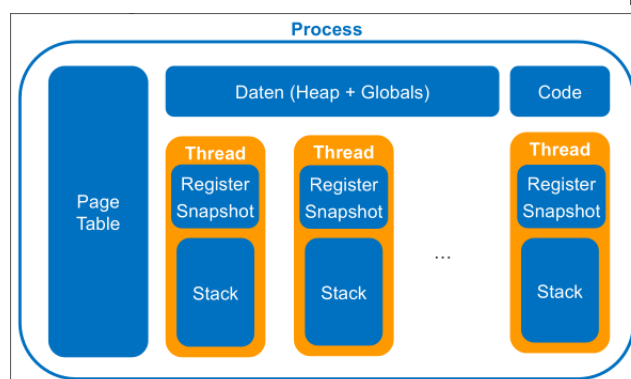 Process
Page
Table
Daten (Heap + Globals)
Code
Thread
Register
Snapshot
Stack
Thread
Register
Snapshot
Stack
...
Thread
Register
Snapshot
Stack